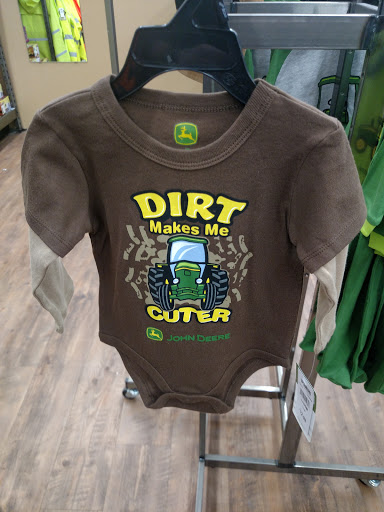 DIRT
Makes Me
CUTER
JOHN DEERE